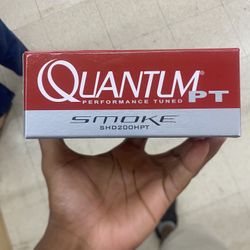 QUANTUM®
PERFORMANCE TUNED PT
SMOKE
SHD200HPT